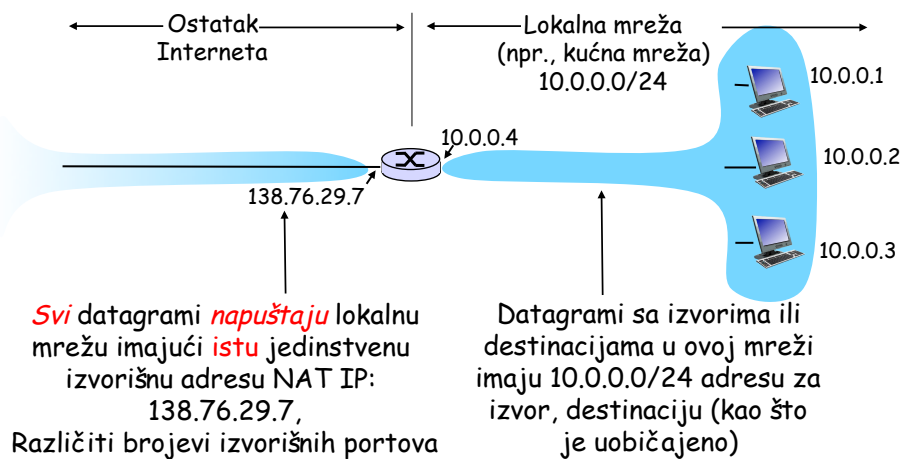 Ostatak
Interneta
Lokalna mreža
(npr., kućna mreža)
10.0.0.0/24
10.0.0.1
10.0.0.4
10.0.0.2
138.76.29.7
10.0.0.3
Svi datagrami napuštaju lokalnu
mrežu imajući istu jedinstvenu
izvorišnu adresu NAT IP:
138.76.29.7,
Različiti brojevi izvorišnih portova
Datagrami sa izvorima ili
destinacijama u ovoj mreži
imaju 10.0.0.0/24 adresu za
izvor, destinaciju (kao što
je uobičajeno)